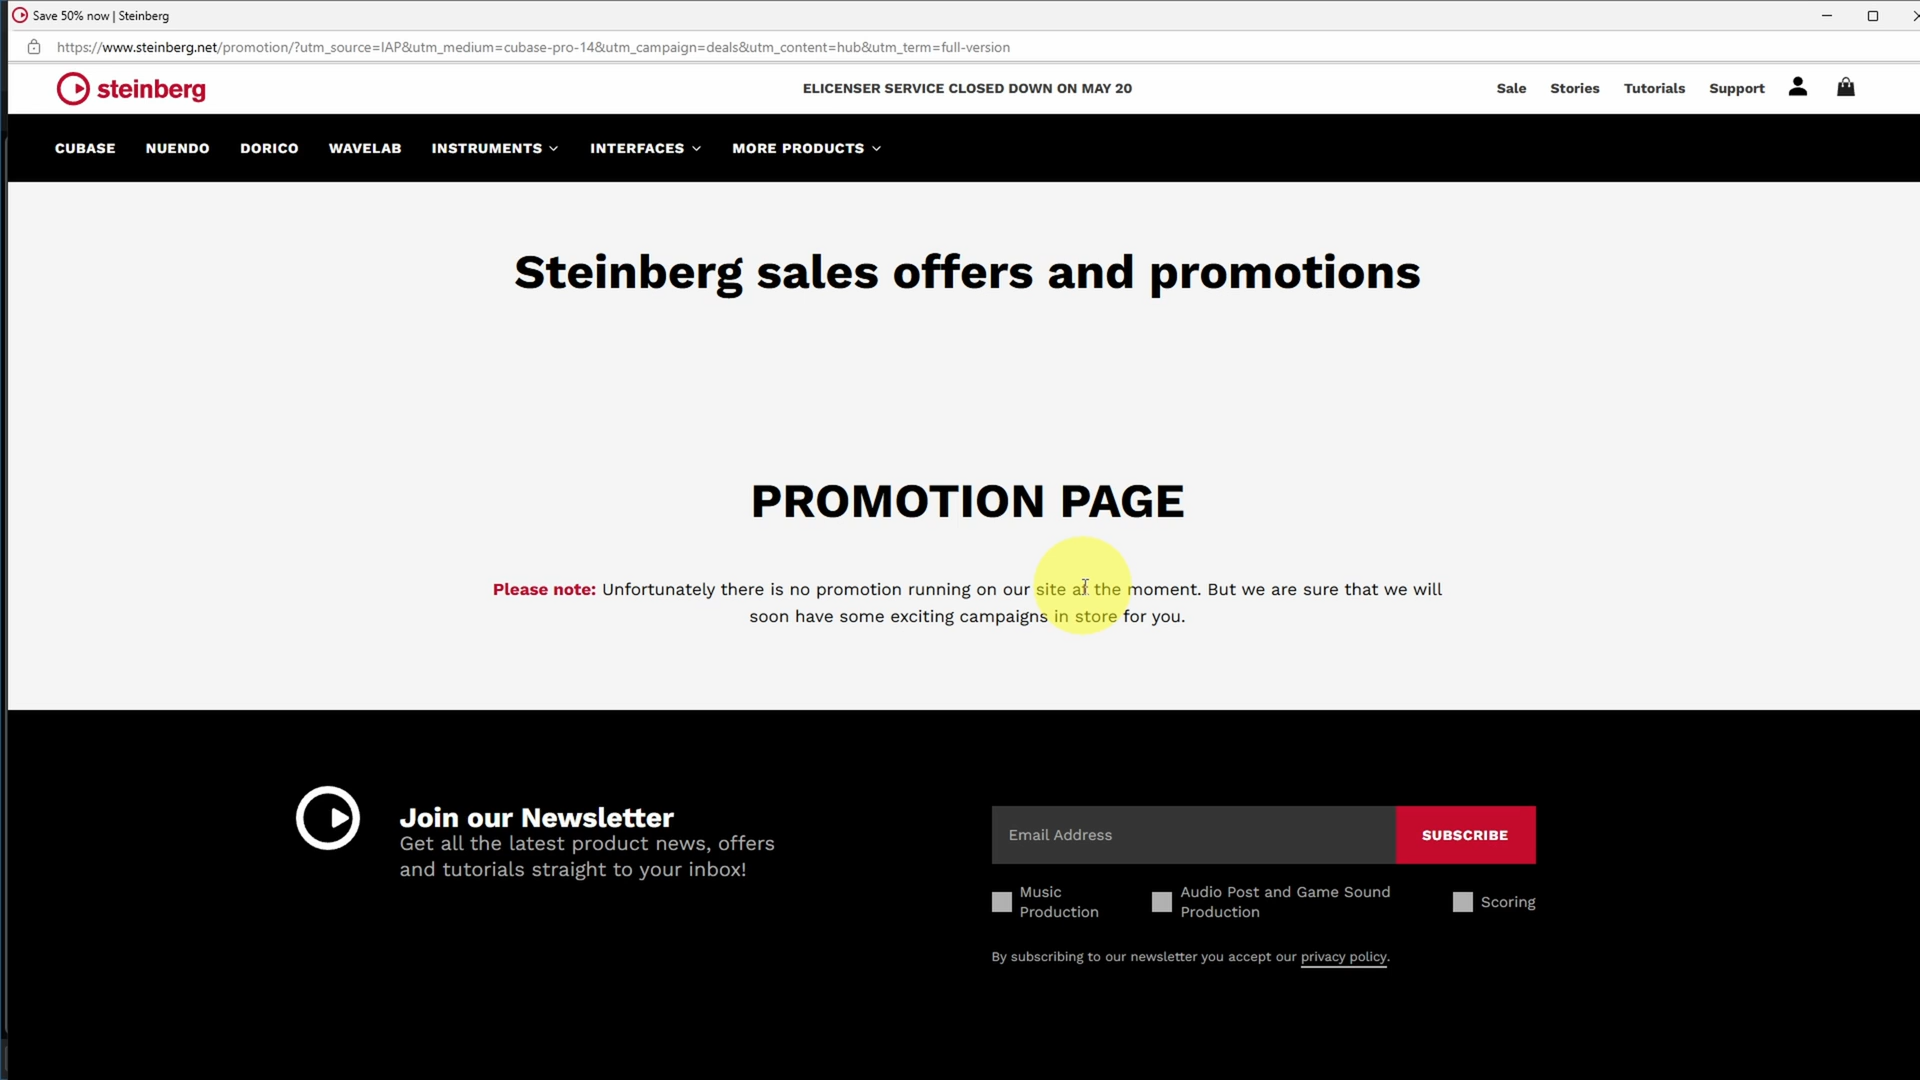 Save 50% now | Steinberg
https://www.steinberg.net/promotion/?utm_source=IAP&utm_medium=cubase-pro-14&utm_campaign=deals&utm_content=hub&utm_term=full-version
steinberg
ELICENSER SERVICE CLOSED DOWN ON MAY 20
Sale Stories Tutorials Support
CUBASE NUENDO DORICO WAVELAB INSTRUMENTS INTERFACES MORE PRODUCTS
Steinberg sales offers and promotions
PROMOTION PAGE
Please note: Unfortunately there is no promotion running on our site at the moment. But we are sure that we will
soon have some exciting campaigns in store for you.
Join our Newsletter
Get all the latest product news, offers
and tutorials straight to your inbox!
Email Address
SUBSCRIBE
Music
Production
Audio Post and Game Sound
Production
Scoring
By subscribing to our newsletter you accept our privacy policy.